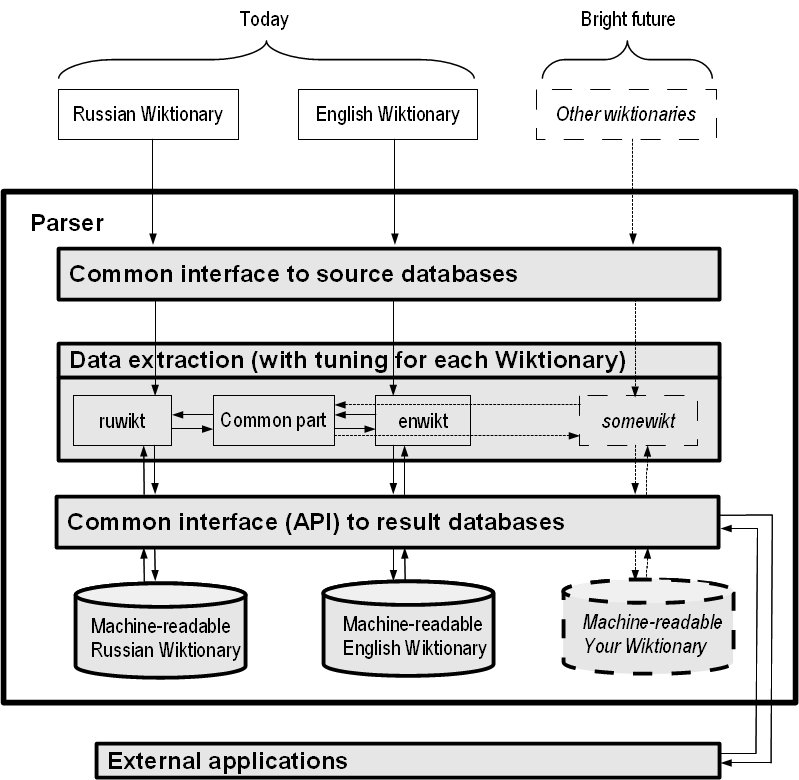 Today
Bright future
Russian Wiktionary
English Wiktionary
Other wiktionaries
Parser
Common interface to source databases
Data extraction (with tuning for each Wiktionary)
ruwikt
Common part
enwikt
somewikt
Common interface (API) to result databases
Machine-readable
Russian Wiktionary
Machine-readable
English Wiktionary
Machine-readable
Your Wiktionary
External applications